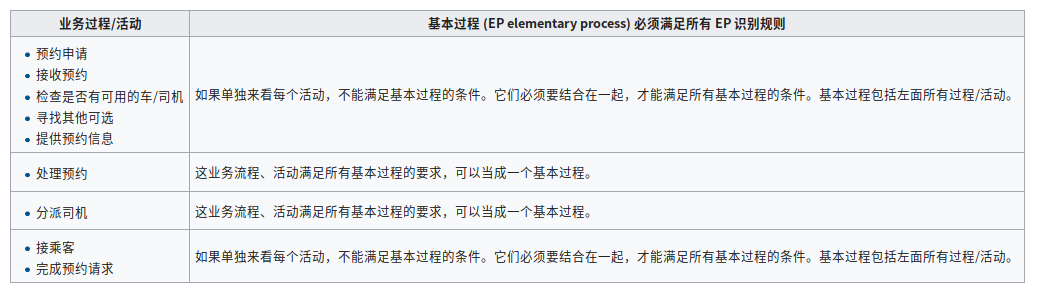 业务过程/活动
基本过程 (EP elementary process) 必须满足所有 EP 识别规则
预约申请
接收预约
检查是否有可用的车/司机
寻找其他可选
提供预约信息
如果单独来看每个活动，不能满足基本过程的条件。它们必须要结合在一起，才能满足所有基本过程的条件。基本过程包括左面所有过程/活动。
处理预约
这业务流程、活动满足所有基本过程的要求，可以当成一个基本过程。
分派司机
这业务流程、活动满足所有基本过程的要求，可以当成一个基本过程。
接乘客
完成预约请求
如果单独来看每个活动，不能满足基本过程的条件。它们必须要结合在一起，才能满足所有基本过程的条件。基本过程包括左面所有过程/活动。